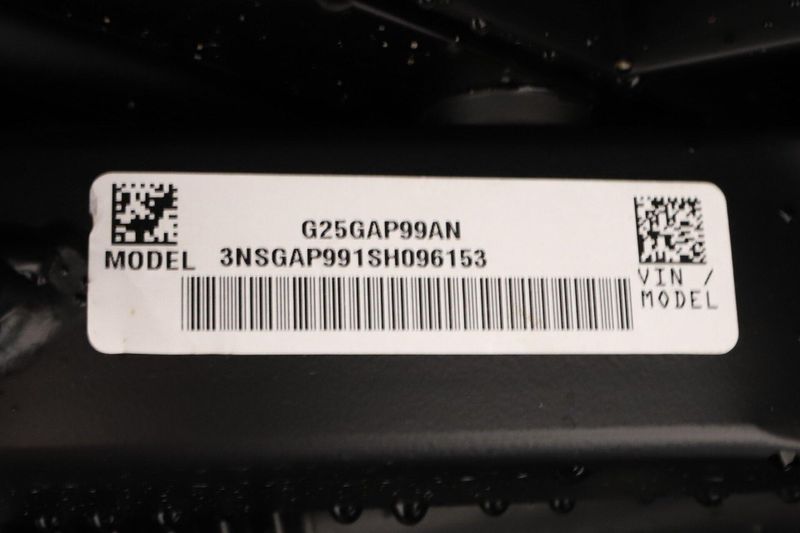 G25GAP99AN
MODEL 3NSGAP991SH096153
VIN /
MODEL